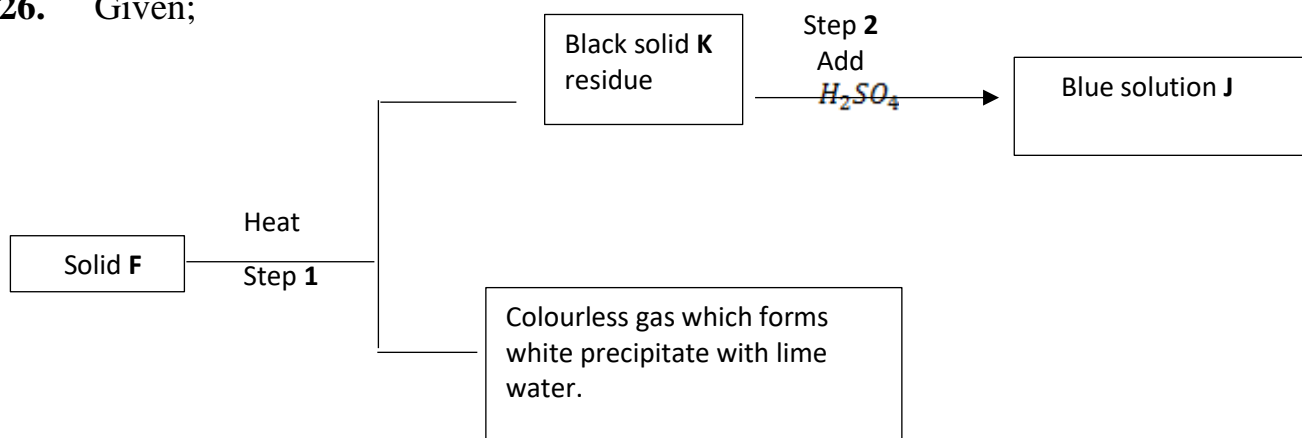 26. Given;
Black solid K
residue
Step 2
Add
H₂SO₄
Blue solution J
Heat
Solid F
Step 1
Colourless gas which forms
white precipitate with lime
water.